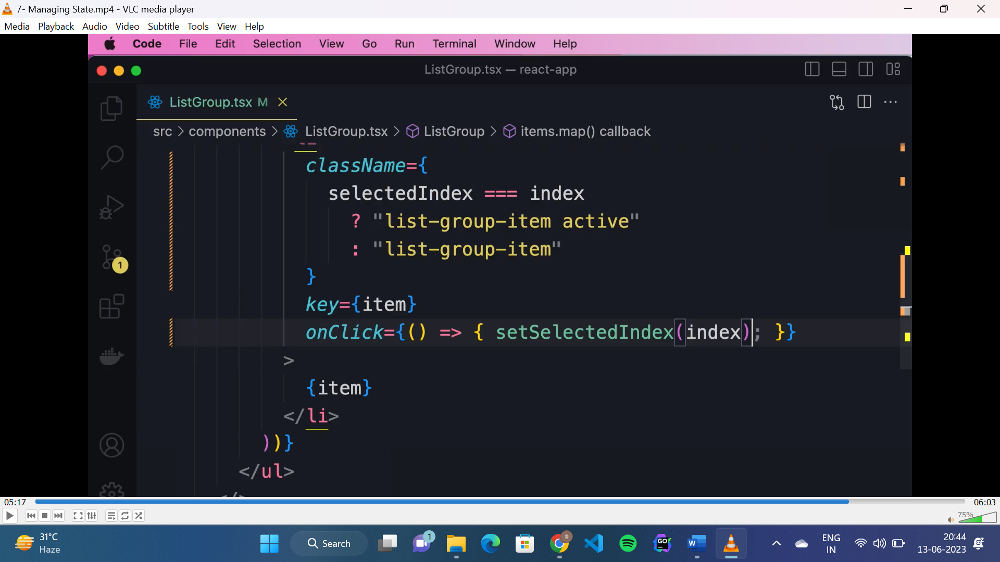 7- Managing State.mp4 - VLC media player
Media Playback Audio Video Subtitle Tools View Help
Code File Edit Selection View Go Run Terminal Window Help
ListGroup.tsx — react-app
ListGroup.tsx M
src > components > ListGroup.tsx > ListGroup > items.map() callback
className={
selectedIndex === index
? "list-group-item active"
: "list-group-item"
}
key={item}
onClick={() => { setSelectedIndex(index); }}
>
{item}
</li>
))}
</ul>
1
05:17 06:03
75%
31°C
Haze
Search
1
S
GO
W
ENG
IN
20:44
13-06-2023